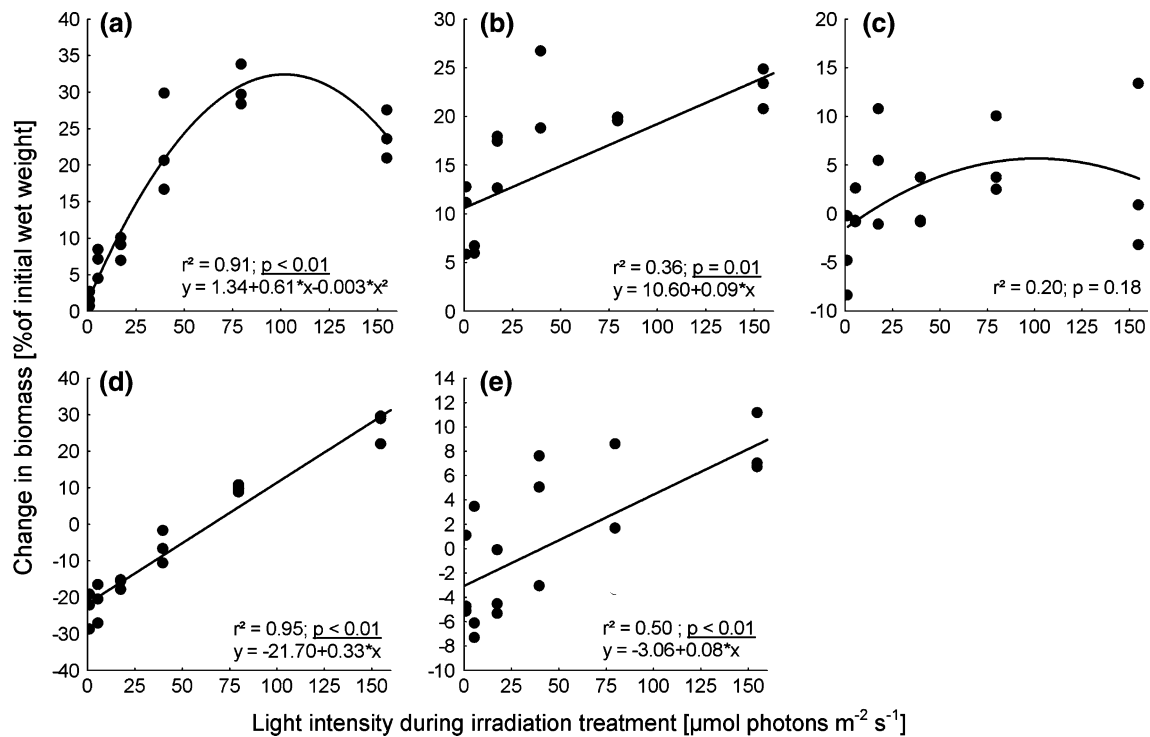 Change in biomass [%of initial wet weight]
(a)
40
35
30
25
20
15
10
5
0
0 25 50 75 100 125 150
r² = 0.91; p < 0.01
y = 1.34+0.61*x-0.003*x²
(b)
30
25
20
15
10
5
0
0 25 50 75 100 125 150
r² = 0.36; p = 0.01
y = 10.60+0.09*x
(c)
20
15
10
5
0
-5
-10
0 25 50 75 100 125 150
r² = 0.20; p = 0.18
(d)
40
30
20
10
0
-10
-20
-30
-40
0 25 50 75 100 125 150
r² = 0.95; p < 0.01
y = -21.70+0.33*x
(e)
14
12
10
8
6
4
2
0
-2
-4
-6
-8
-10
0 25 50 75 100 125 150
r² = 0.50 ; p < 0.01
y = -3.06+0.08*x
Light intensity during irradiation treatment [µmol photons m⁻² s⁻¹]